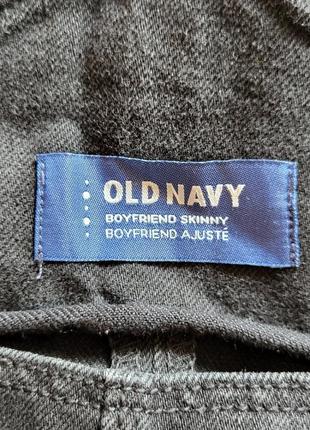 OLD NAVY
BOYFRIEND SKINNY
BOYFRIEND AJUSTÉ